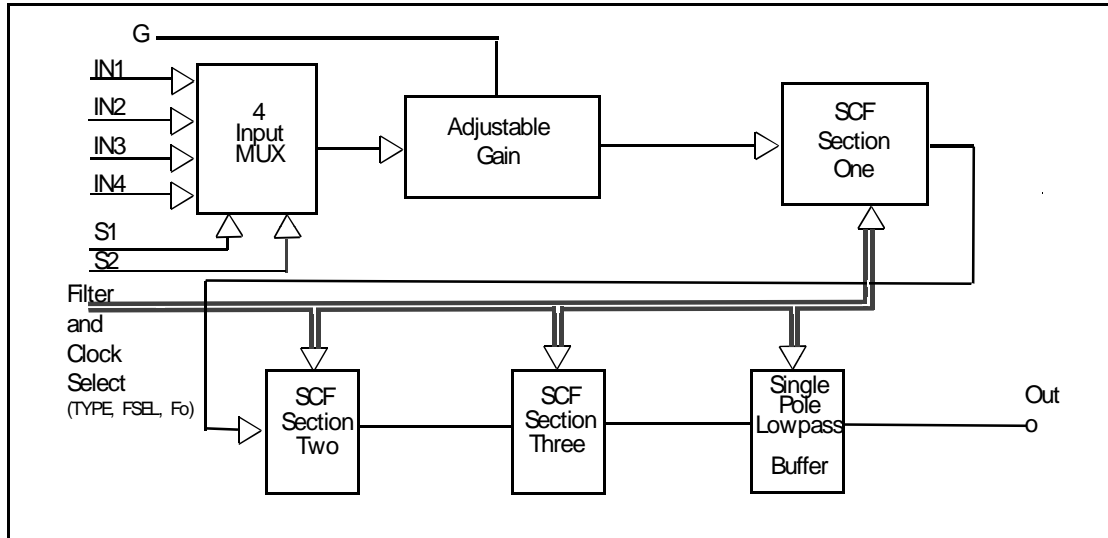 G
IN1
IN2
IN3
IN4
S1
S2
4
Input
MUX
Adjustable
Gain
SCF
Section
One
Filter
and
Clock
Select
(TYPE, FSEL, Fo)
SCF
Section
Two
SCF
Section
Three
Single
Pole
Lowpass
Buffer
Out